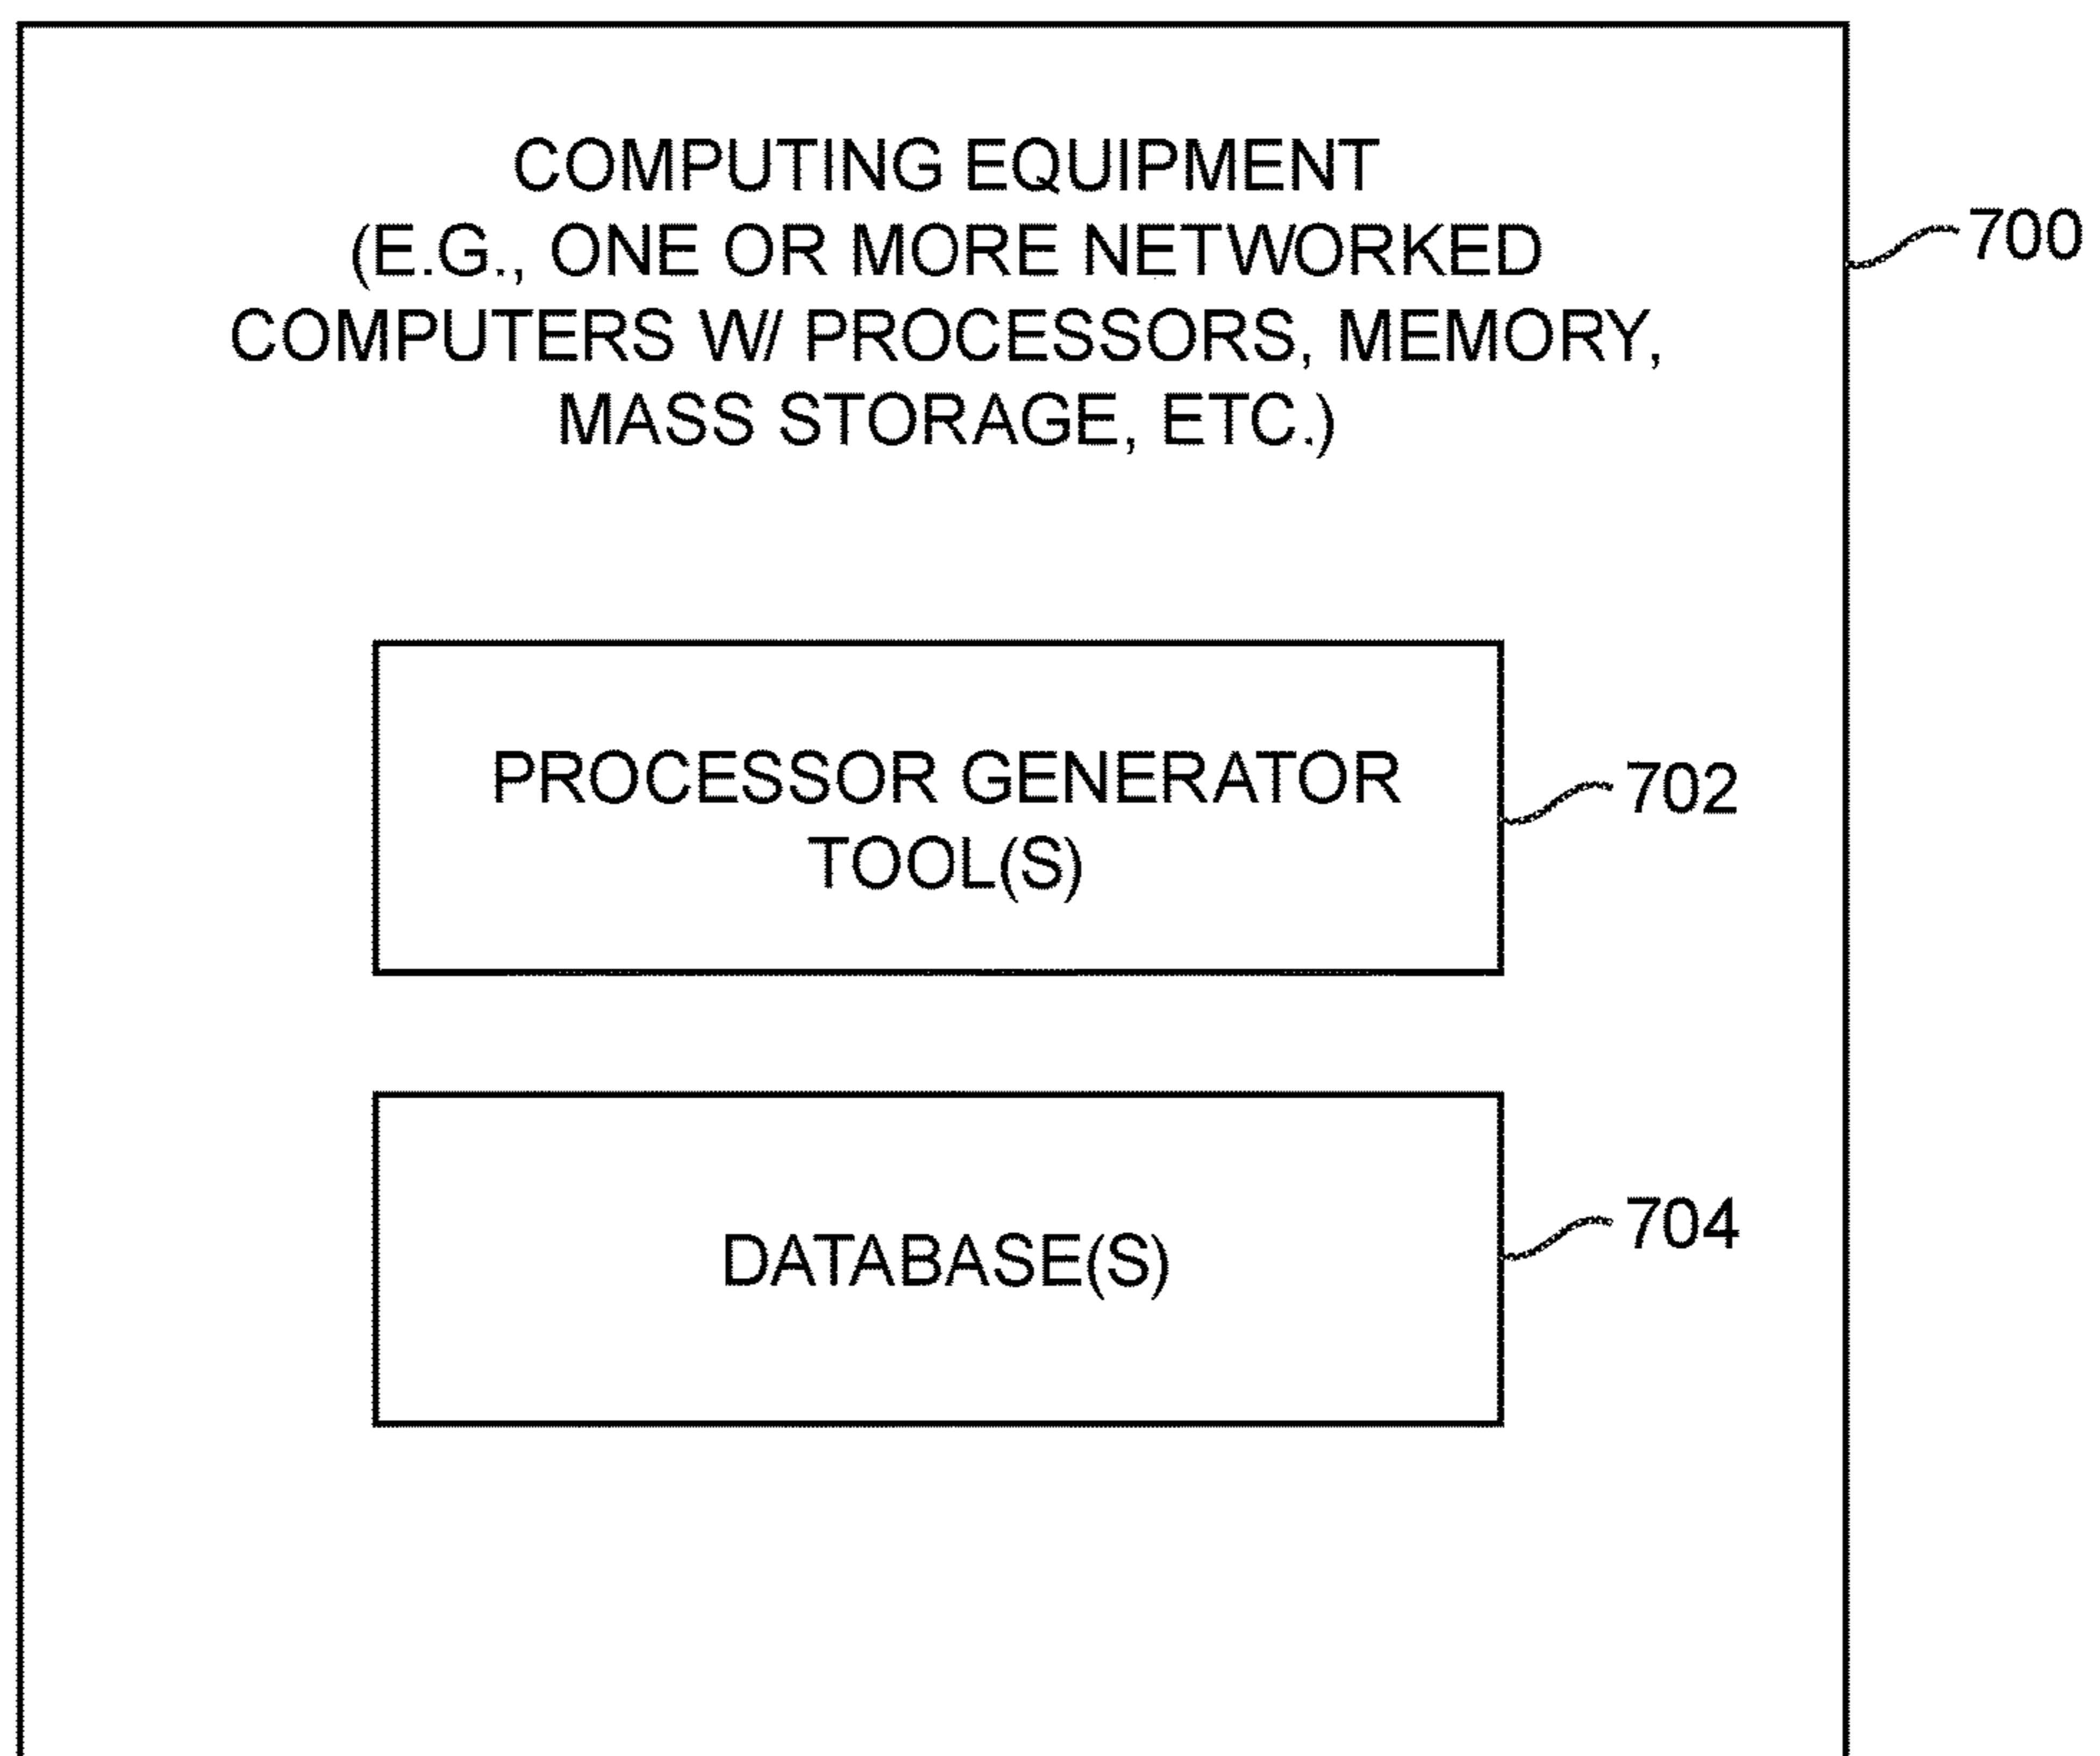 COMPUTING EQUIPMENT
(E.G., ONE OR MORE NETWORKED
COMPUTERS W/ PROCESSORS, MEMORY,
MASS STORAGE, ETC.)
700
PROCESSOR GENERATOR
TOOL(S)
702
DATABASE(S)
704